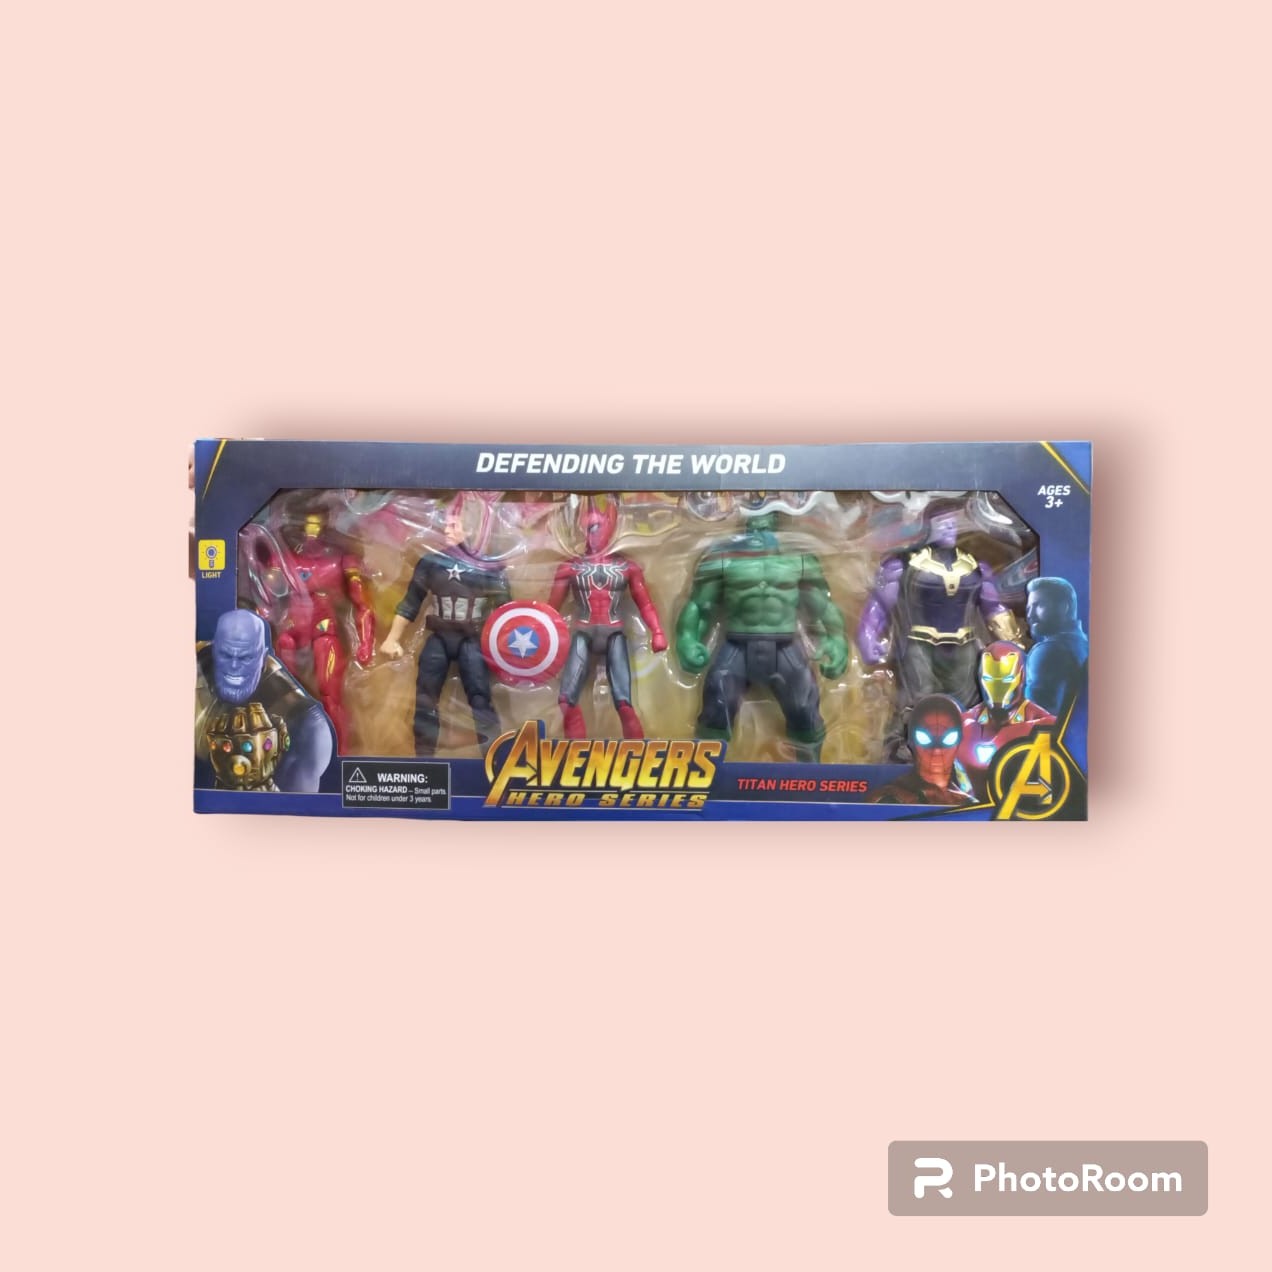 DEFENDING THE WORLD
AGES
3+
LIGHT
WARNING:
CHOKING HAZARD – Small parts
Not for children under 3 years.
AVENGERS
HERO SERIES
TITAN HERO SERIES
A
PhotoRoom